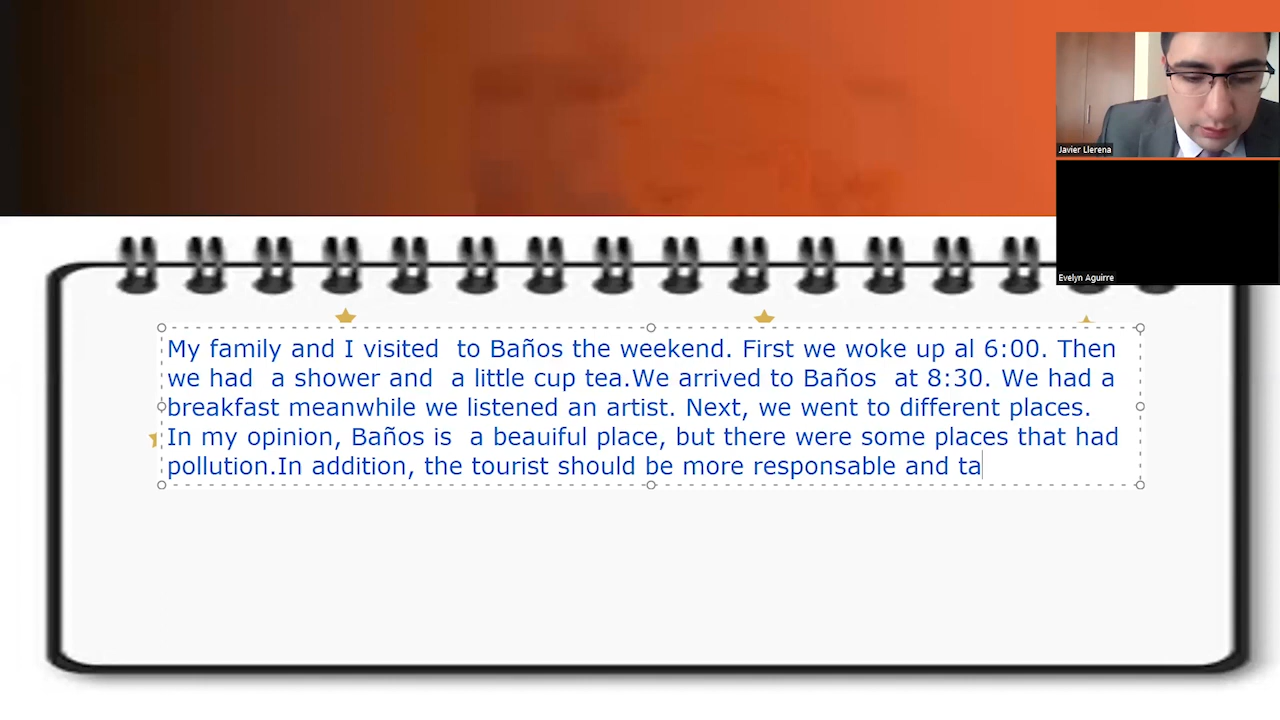 Javier Llerena
Evelyn Aguirre
My family and I visited  to Baños the weekend. First we woke up al 6:00. Then
we had  a shower and  a little cup tea.We arrived to Baños  at 8:30. We had a
breakfast meanwhile we listened an artist. Next, we went to different places.
In my opinion, Baños is  a beauiful place, but there were some places that had
pollution.In addition, the tourist should be more responsable and ta